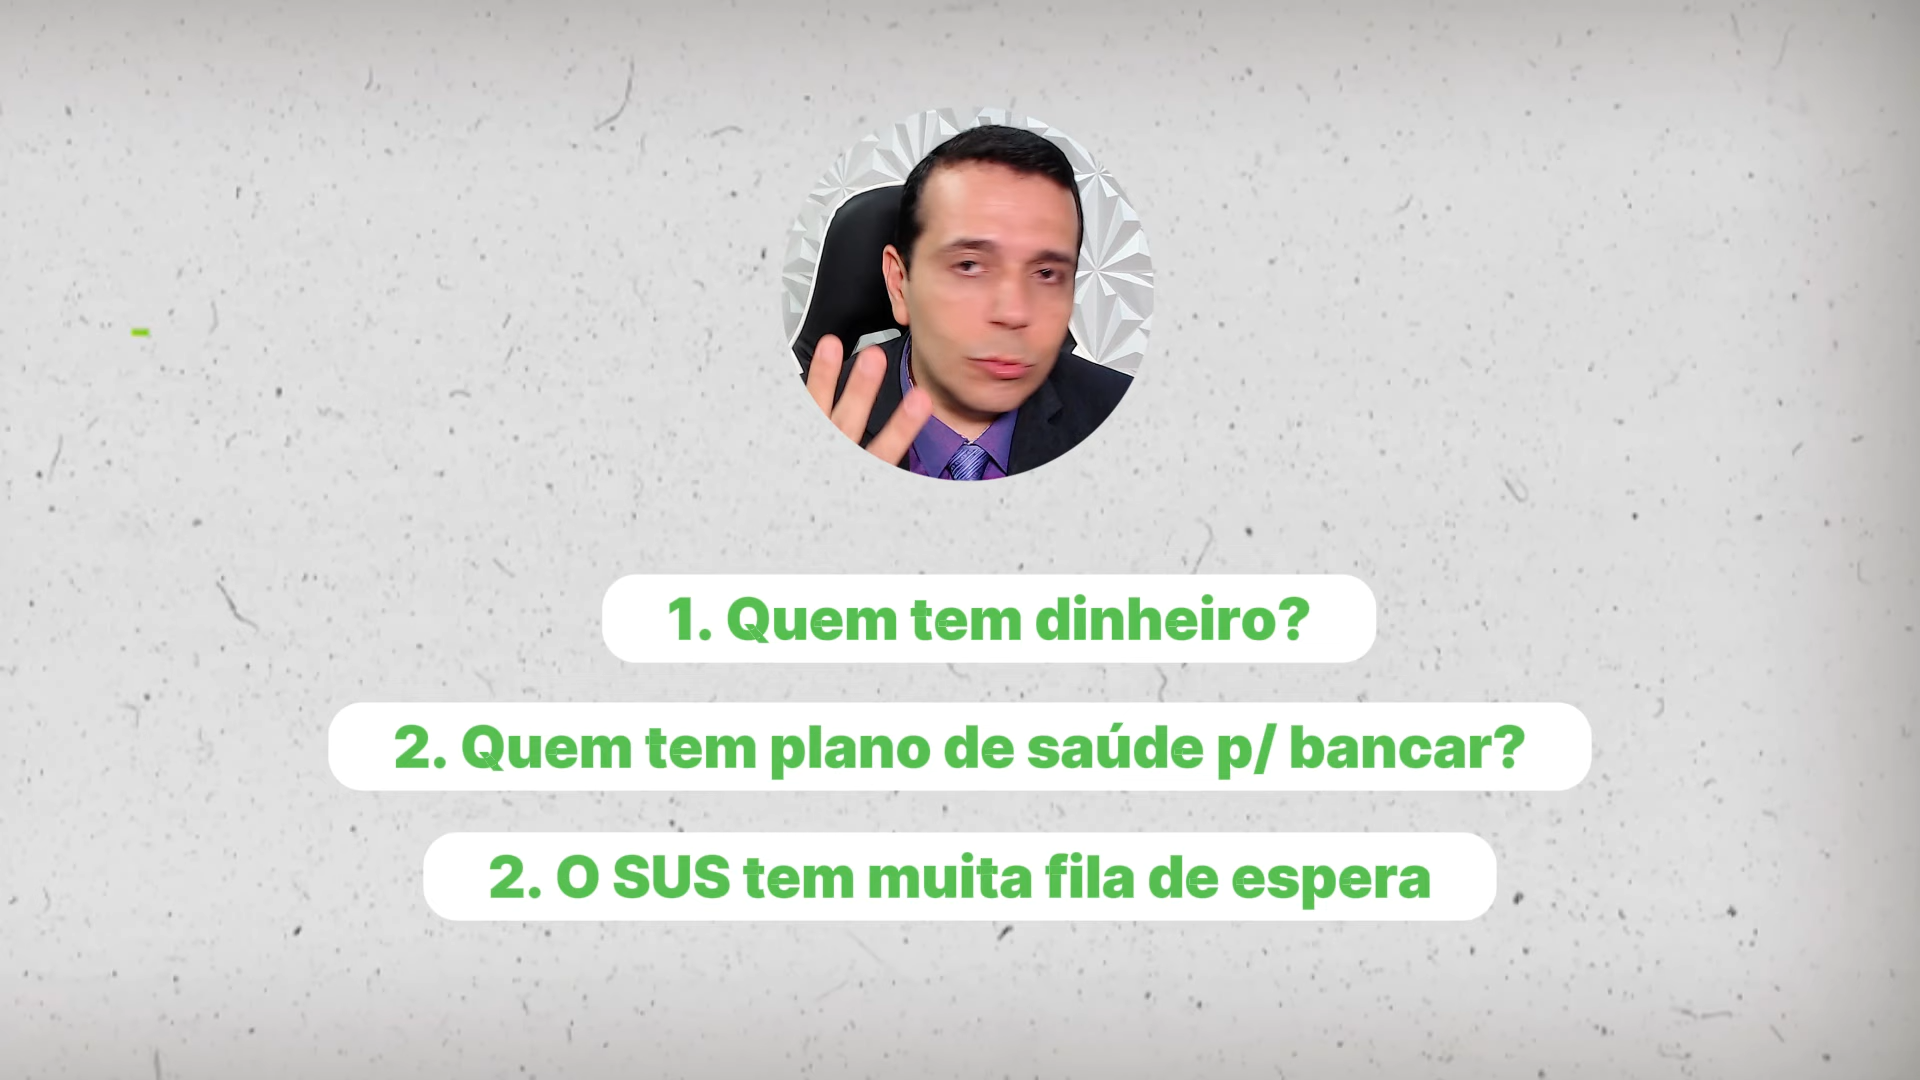 1. Quem tem dinheiro?
2. Quem tem plano de saúde p/ bancar?
2. O SUS tem muita fila de espera